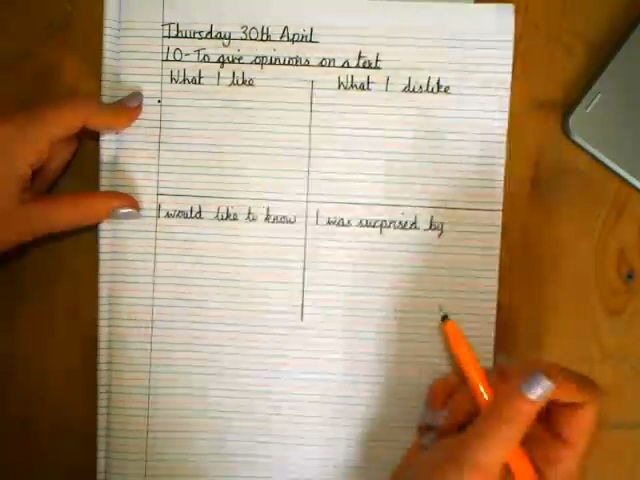 Thursday 30th April
10-To give opinions on a text
What I like
What I dislike
I would like to know
I was surprised by